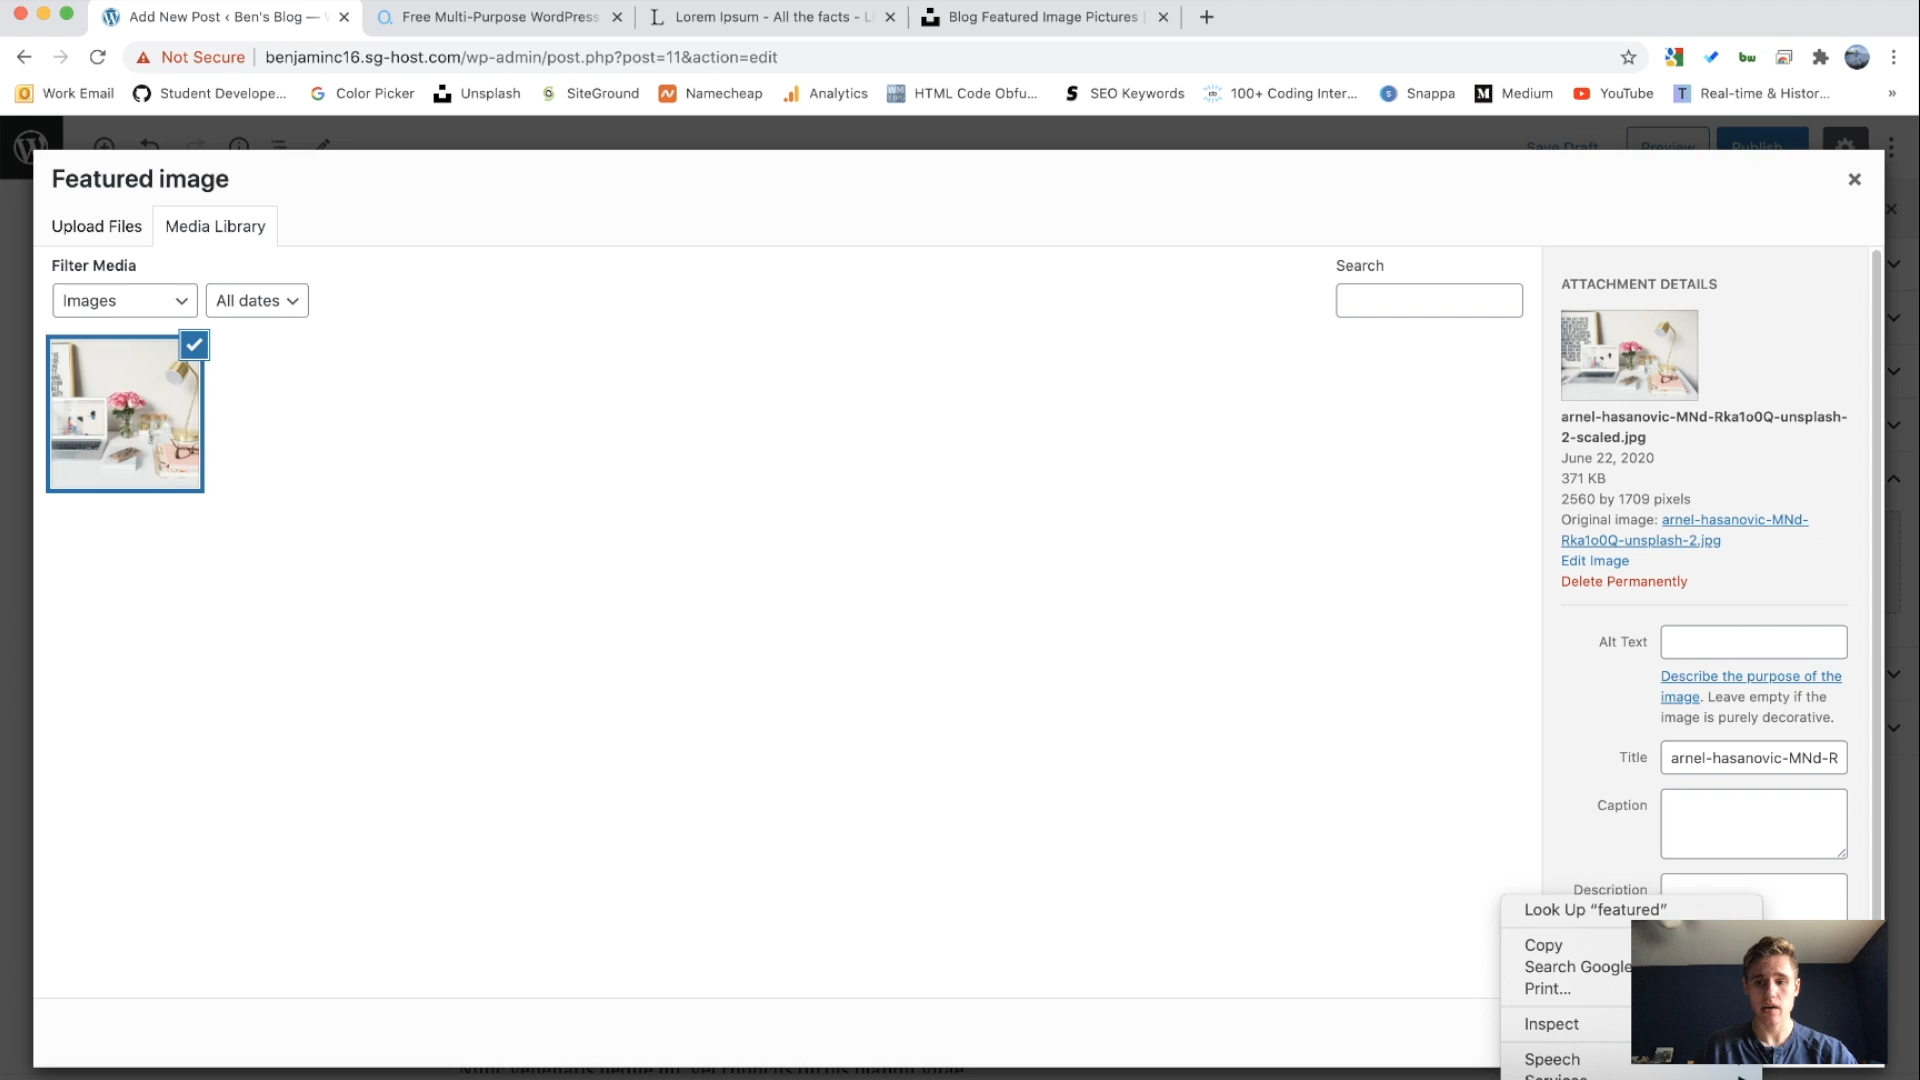 Add New Post ‹ Ben's Blog —
Free Multi-Purpose WordPress
Lorem Ipsum - All the facts - Li
Blog Featured Image Pictures
Not Secure
benjaminc16.sg-host.com/wp-admin/post.php?post=11&action=edit
Work Email
Student Develope...
Color Picker
Unsplash
SiteGround
Namecheap
Analytics
HTML Code Obfu...
SEO Keywords
100+ Coding Inter...
Snappa
Medium
YouTube
Real-time & Histor...
Save Draft
Preview
Publish...
Featured image
Upload Files
Media Library
Filter Media
Images
All dates
Search
ATTACHMENT DETAILS
arnel-hasanovic-MNd-Rka1o0Q-unsplash-
2-scaled.jpg
June 22, 2020
371 KB
2560 by 1709 pixels
Original image: arnel-hasanovic-MNd-
Rka1o0Q-unsplash-2.jpg
Edit Image
Delete Permanently
Alt Text
Describe the purpose of the
image. Leave empty if the
image is purely decorative.
Title
arnel-hasanovic-MNd-R
Caption
Description
Look Up “featured”
Copy
Search Google
Print...
Inspect
Speech
Services